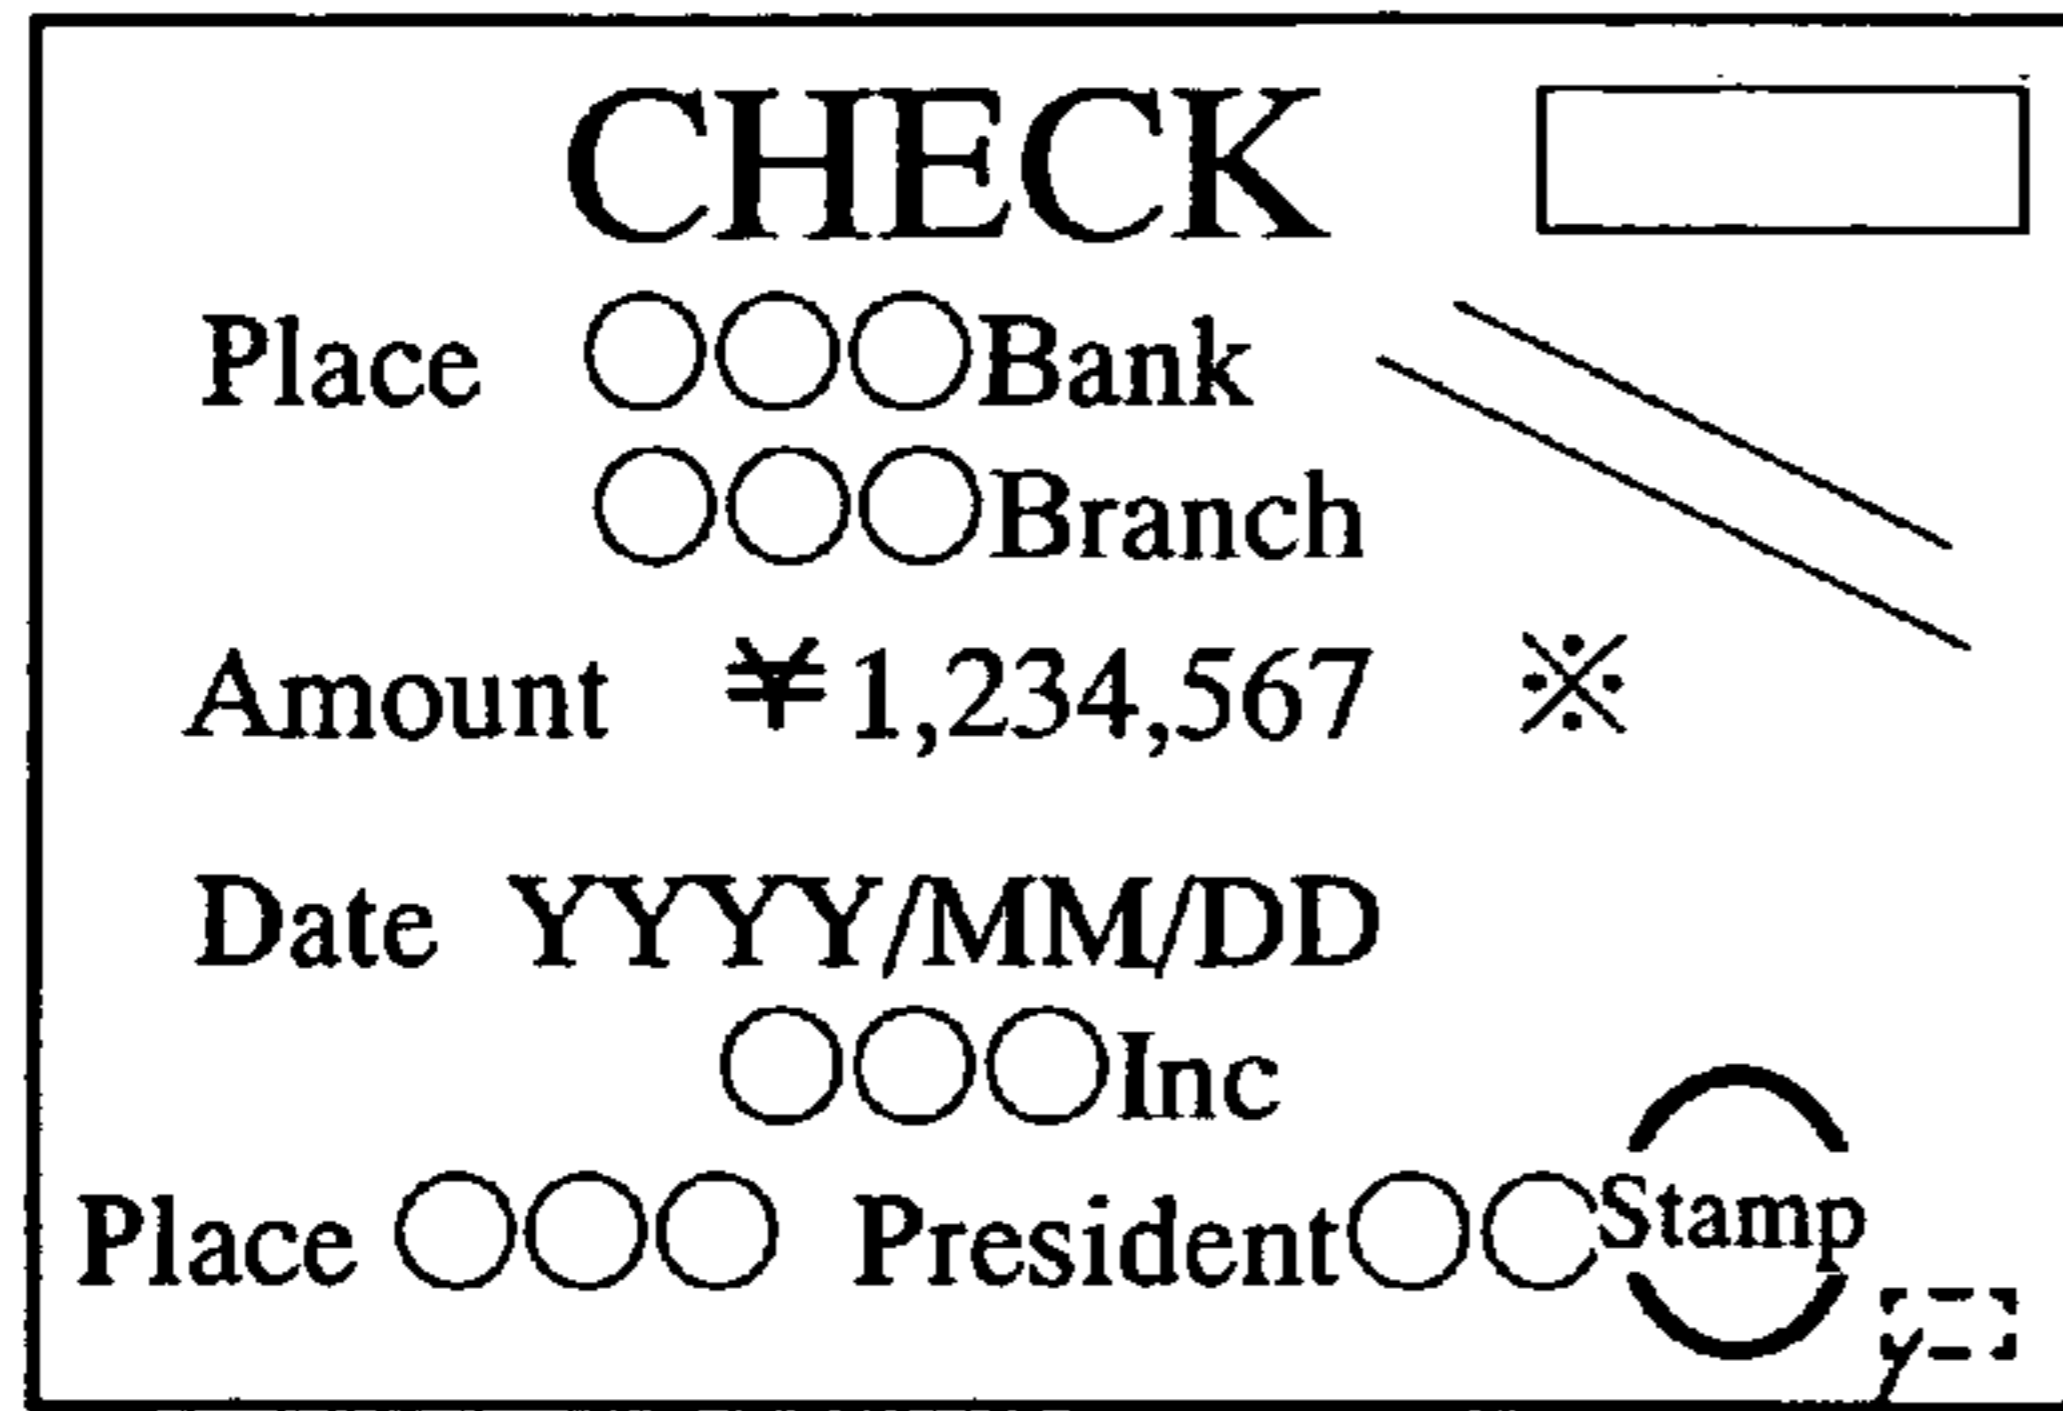 CHECK
Place ○○○Bank
○○○Branch
Amount ¥1,234,567 ※
Date YYYY/MM/DD
○○○Inc
Place ○○○ President○○Stamp